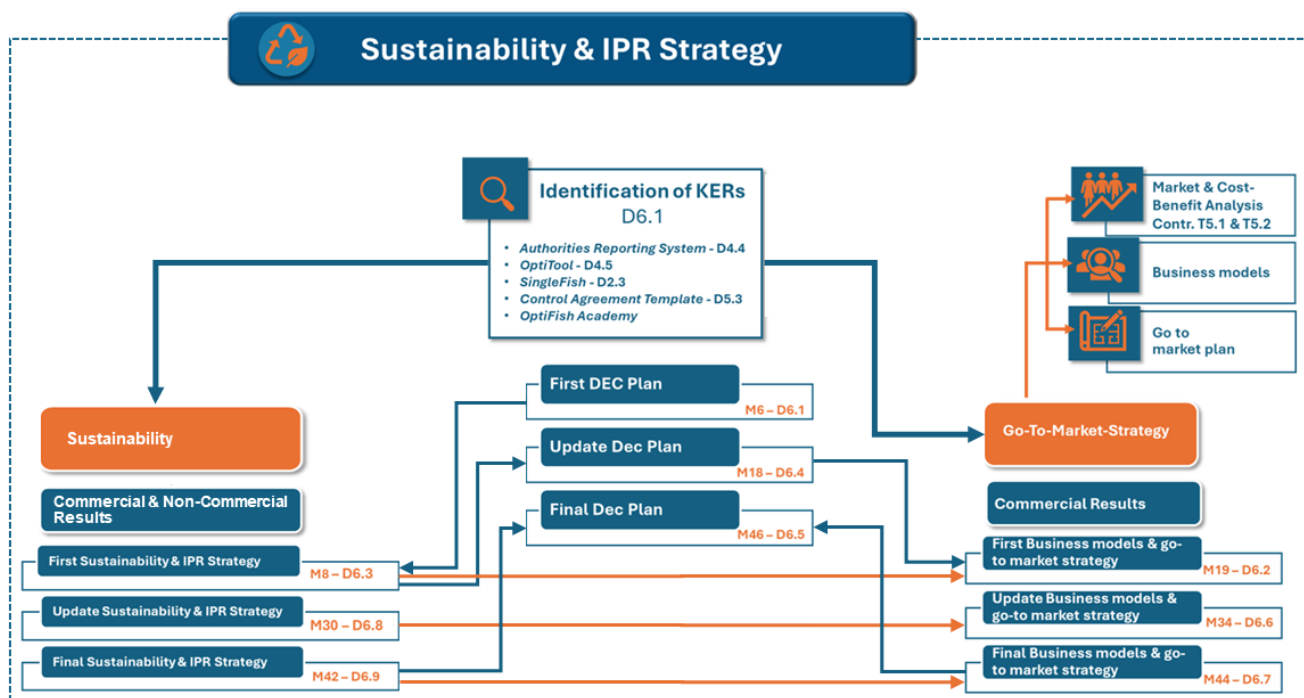 Sustainability & IPR Strategy
Identification of KERs
D6.1
• Authorities Reporting System - D4.4
• OptiTool - D4.5
• SingleFish - D2.3
• Control Agreement Template - D5.3
• OptiFish Academy
Market & Cost-
Benefit Analysis
Contr. T5.1 & T5.2
Business models
Go to
market plan
Sustainability
Commercial & Non-Commercial
Results
First Sustainability & IPR Strategy
M8 – D6.3
Update Sustainability & IPR Strategy
M30 – D6.8
Final Sustainability & IPR Strategy
M42 – D6.9
First DEC Plan
M6 – D6.1
Update Dec Plan
M18 – D6.4
Final Dec Plan
M46 – D6.5
Go-To-Market-Strategy
Commercial Results
First Business models & go-
to market strategy
M19 – D6.2
Update Business models &
go-to market strategy
M34 – D6.6
Final Business models & go-
to market strategy
M44 – D6.7